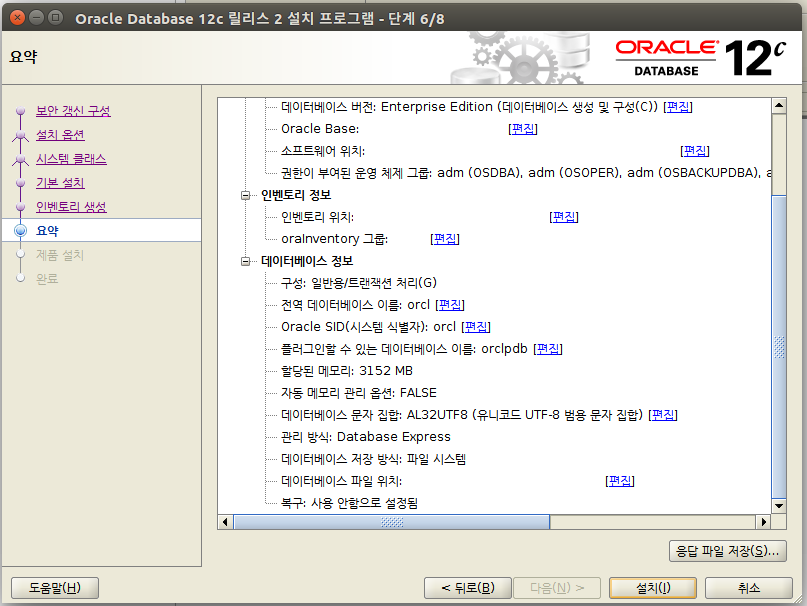 Oracle Database 12c 릴리스 2 설치 프로그램 - 단계 6/8
요약
ORACLE
DATABASE
12c
보안 갱신 구성
설치 옵션
시스템 클래스
기본 설치
인벤토리 생성
요약
제품 설치
완료
데이터베이스 버전: Enterprise Edition (데이터베이스 생성 및 구성(C)) [편집]
Oracle Base: [편집]
소프트웨어 위치: [편집]
권한이 부여된 운영 체제 그룹: adm (OSDBA), adm (OSOPER), adm (OSBACKUPDBA), a
인벤토리 정보
인벤토리 위치: [편집]
oraInventory 그룹: [편집]
데이터베이스 정보
구성: 일반용/트랜잭션 처리(G)
전역 데이터베이스 이름: orcl [편집]
Oracle SID(시스템 식별자): orcl [편집]
플러그인할 수 있는 데이터베이스 이름: orclpdb [편집]
할당된 메모리: 3152 MB
자동 메모리 관리 옵션: FALSE
데이터베이스 문자 집합: AL32UTF8 (유니코드 UTF-8 범용 문자 집합) [편집]
관리 방식: Database Express
데이터베이스 저장 방식: 파일 시스템
데이터베이스 파일 위치: [편집]
복구: 사용 안함으로 설정됨
응답 파일 저장(S)...
도움말(H)
< 뒤로(B)
다음(N) >
설치(I)
취소